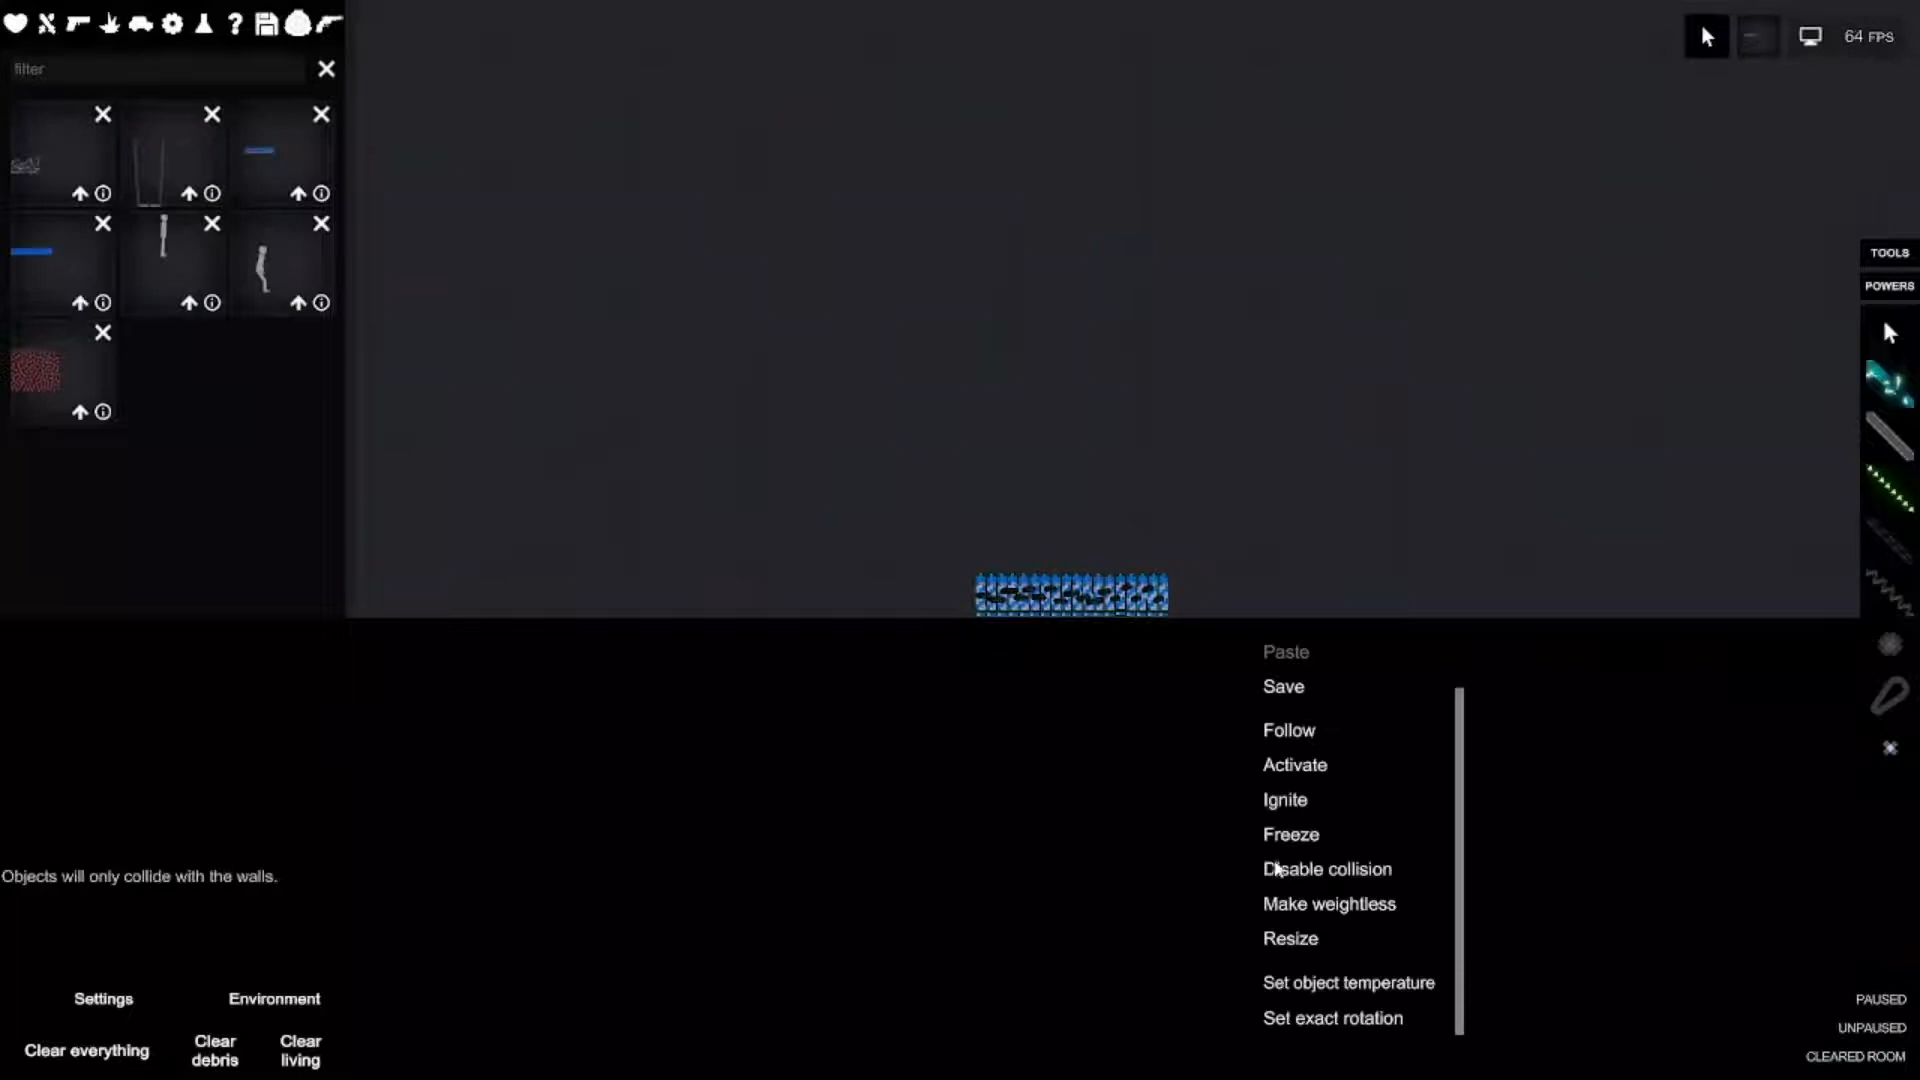 filter
64 FPS
TOOLS
POWERS
Paste
Save
Follow
Activate
Ignite
Freeze
Disable collision
Make weightless
Resize
Set object temperature
Set exact rotation
Objects will only collide with the walls.
Settings
Environment
Clear everything
Clear
debris
Clear
living
PAUSED
UNPAUSED
CLEARED ROOM